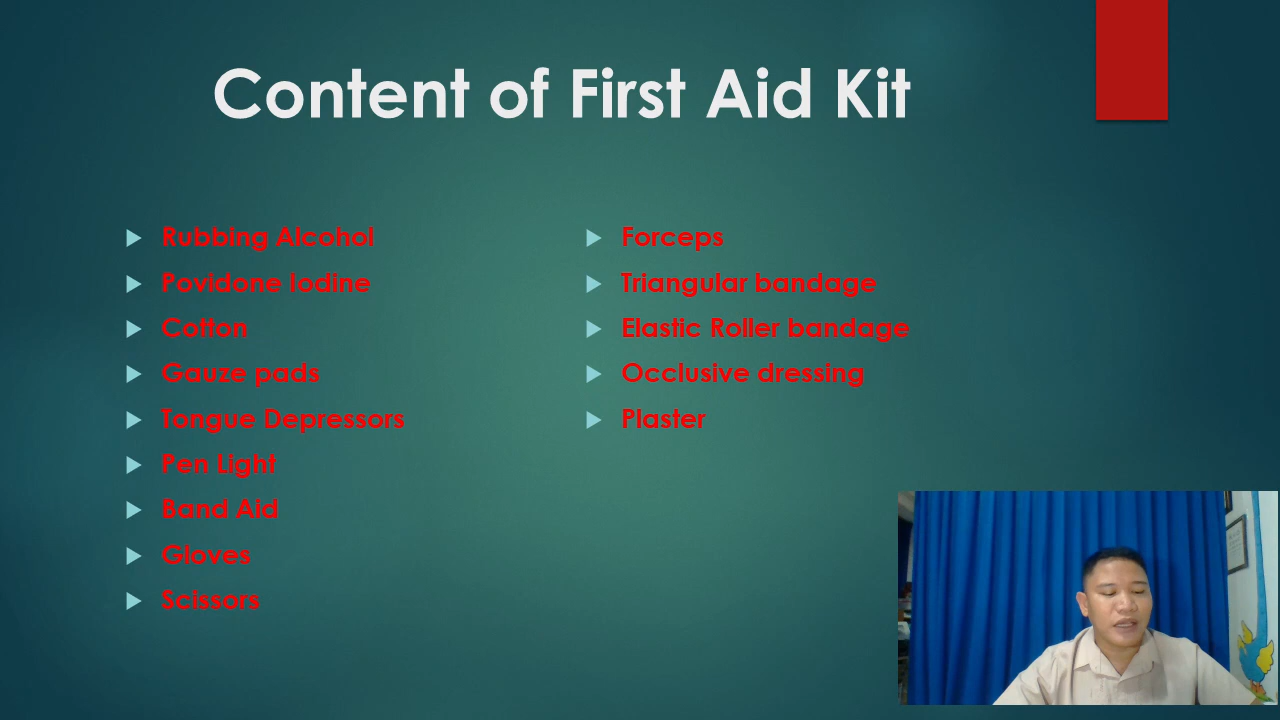 Content of First Aid Kit
Rubbing Alcohol
Povidone Iodine
Cotton
Gauze pads
Tongue Depressors
Pen Light
Band Aid
Gloves
Scissors
Forceps
Triangular bandage
Elastic Roller bandage
Occlusive dressing
Plaster